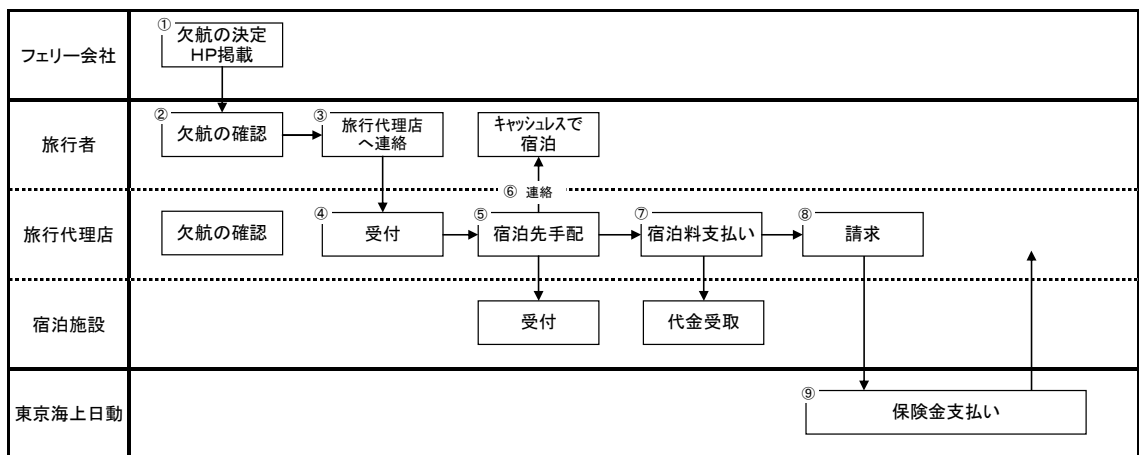 フェリー会社
①
欠航の決定
HP掲載
旅行者
②
欠航の確認
③
旅行代理店
へ連絡
キャッシュレスで
宿泊
⑥ 連絡
旅行代理店
欠航の確認
④
受付
⑤
宿泊先手配
⑦
宿泊料支払い
⑧
請求
宿泊施設
受付
代金受取
東京海上日動
⑨
保険金支払い